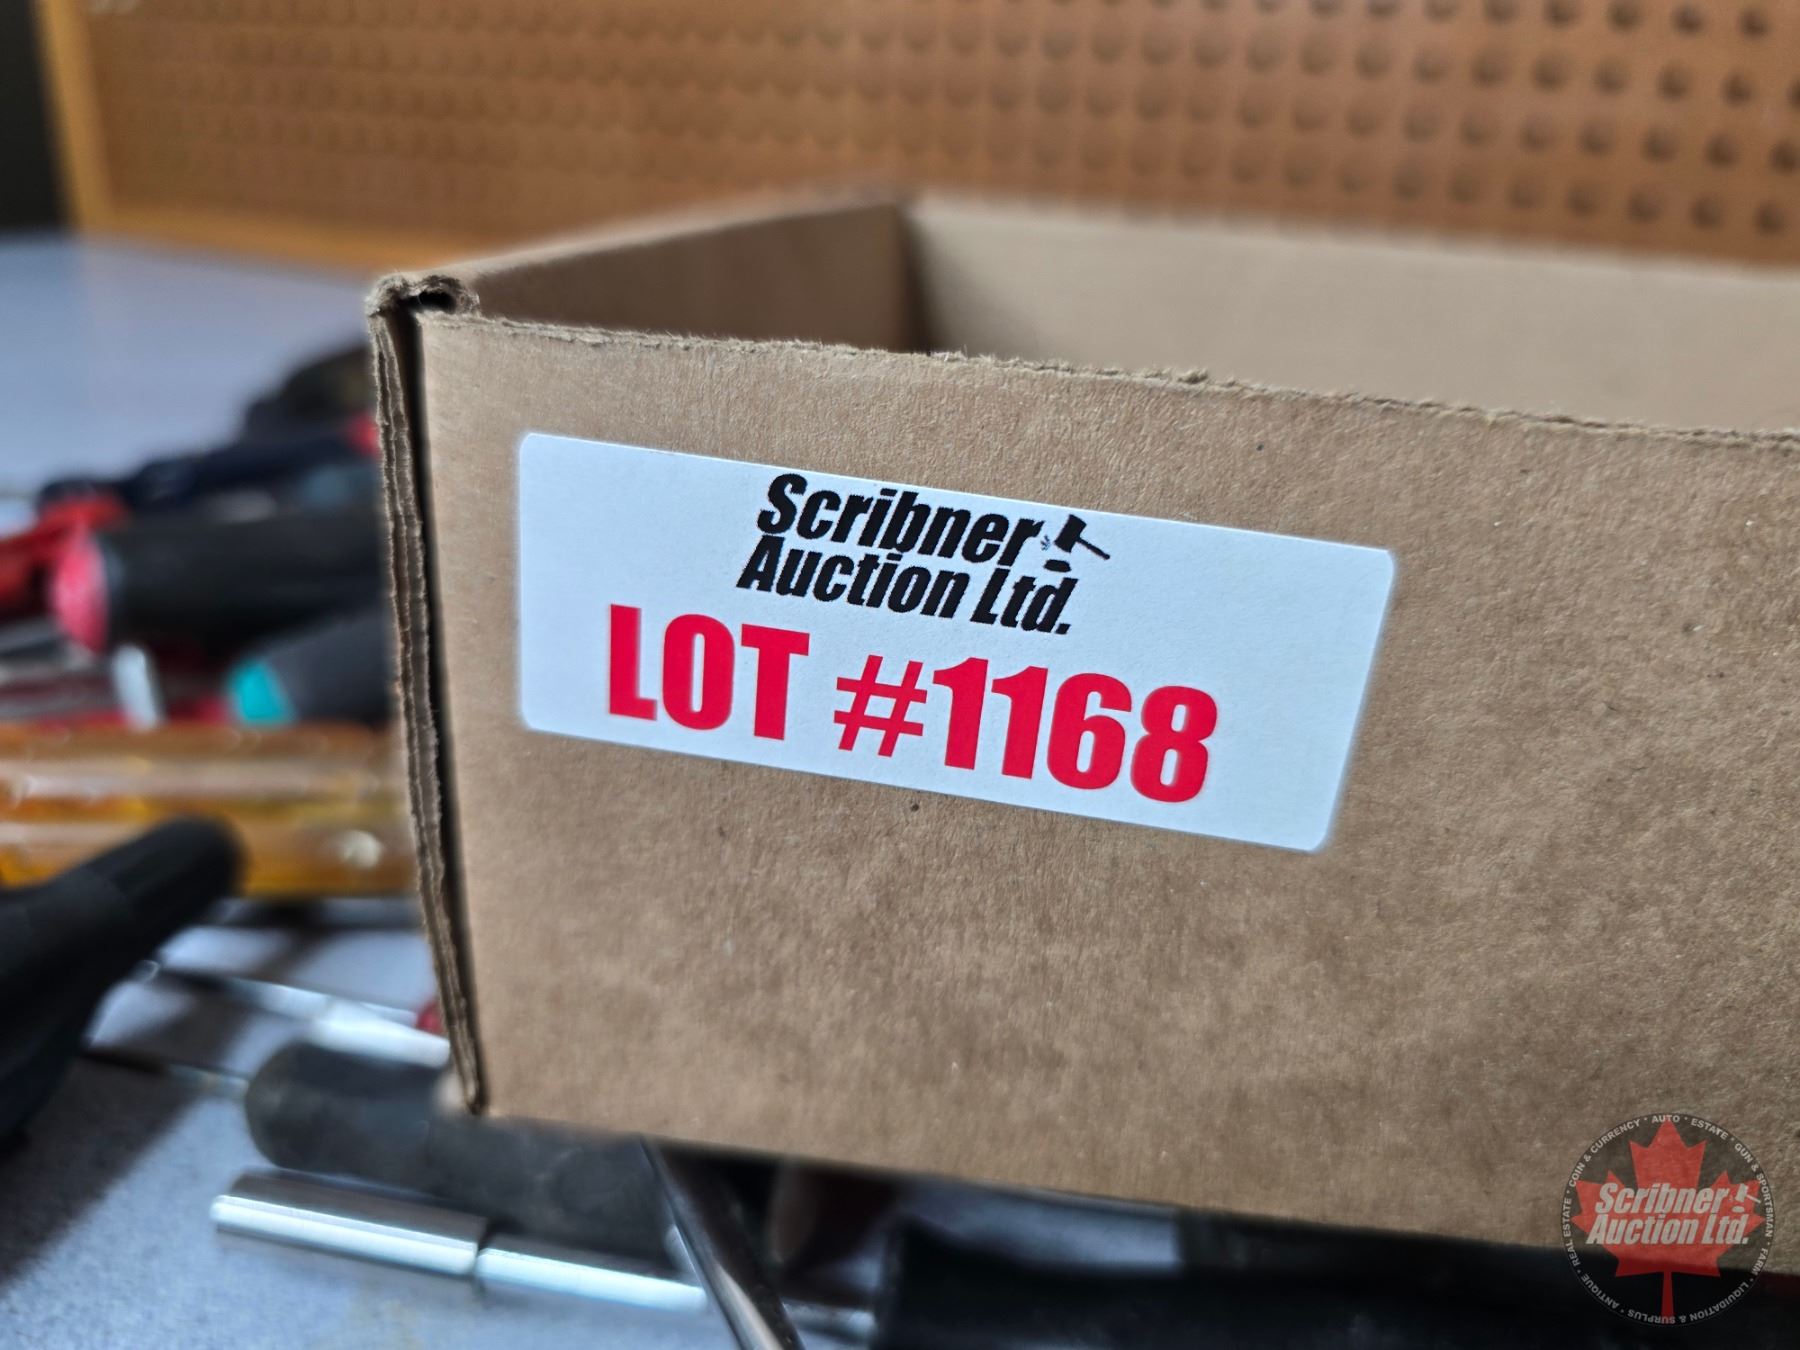 Scribner
Auction Ltd.
LOT #1168
Scribner
Auction Ltd.
ANTIQUE · REAL ESTATE · COIN & CURRENCY · AUTO · ESTATE · GUN & SPORTSMAN · FARM · LIQUIDATION & SURPLUS ·